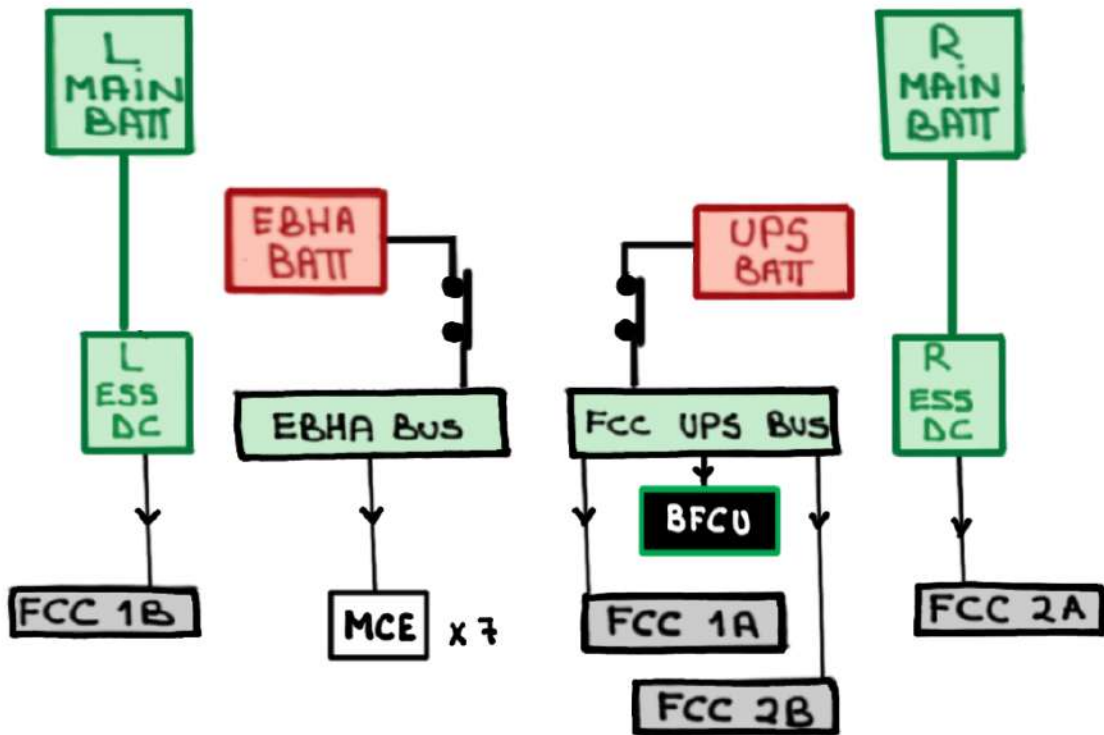 L
MAIN
BATT
R
MAIN
BATT
EBHA
BATT
UPS
BATT
L
ESS
DC
R
ESS
DC
EBHA BUS
FCC UPS BUS
BFCU
FCC 1B
MCE x 7
FCC 1A
FCC 2A
FCC 2B